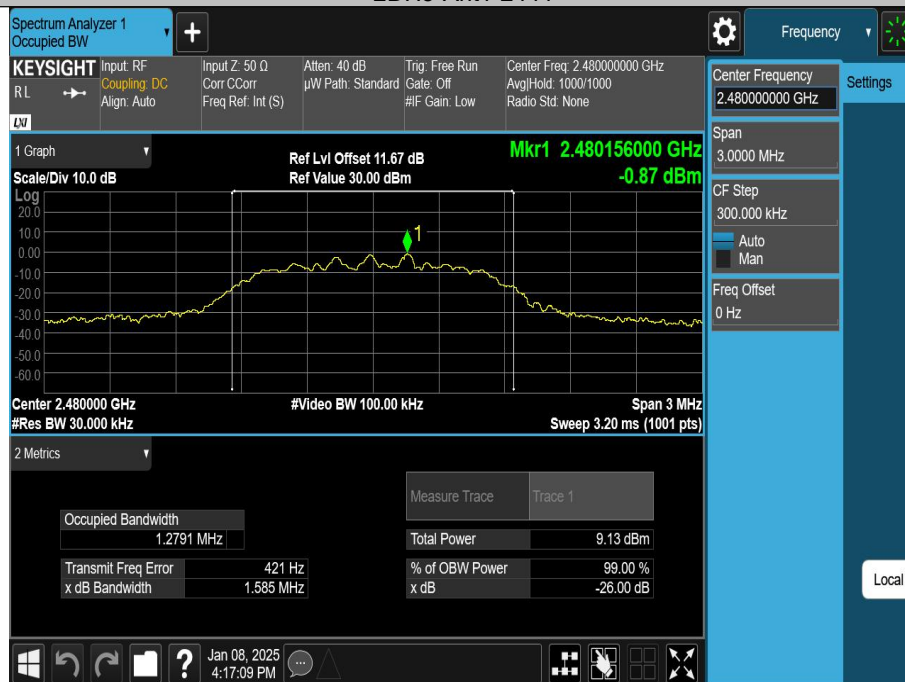 Spectrum Analyzer 1
Occupied BW
Frequency
KEYSIGHT
RL
LXI
Input: RF
Coupling: DC
Align: Auto
Input Z: 50 Ω
Corr CCorr
Freq Ref: Int (S)
Atten: 40 dB
µW Path: Standard
Trig: Free Run
Gate: Off
#IF Gain: Low
Center Freq: 2.480000000 GHz
Avg|Hold: 1000/1000
Radio Std: None
Center Frequency
2.480000000 GHz
Settings
Span
3.0000 MHz
CF Step
300.000 kHz
Auto
Man
Freq Offset
0 Hz
Local
1 Graph
Scale/Div 10.0 dB
Ref Lvl Offset 11.67 dB
Ref Value 30.00 dBm
Mkr1 2.480156000 GHz
-0.87 dBm
Log
20.0
10.0
0.00
-10.0
-20.0
-30.0
-40.0
-50.0
-60.0
1
Center 2.480000 GHz
#Res BW 30.000 kHz
#Video BW 100.00 kHz
Span 3 MHz
Sweep 3.20 ms (1001 pts)
2 Metrics
Measure Trace Trace 1
Occupied Bandwidth
1.2791 MHz
Total Power 9.13 dBm
Transmit Freq Error 421 Hz
% of OBW Power 99.00 %
x dB Bandwidth 1.585 MHz
x dB -26.00 dB
?
Jan 08, 2025
4:17:09 PM